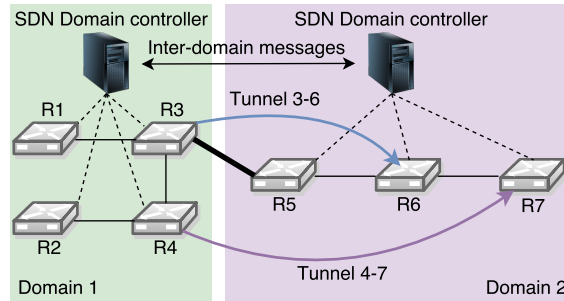 SDN Domain controller
SDN Domain controller
Inter-domain messages
R1
R3
Tunnel 3-6
R5
R6
R7
R2
R4
Tunnel 4-7
Domain 1
Domain 2